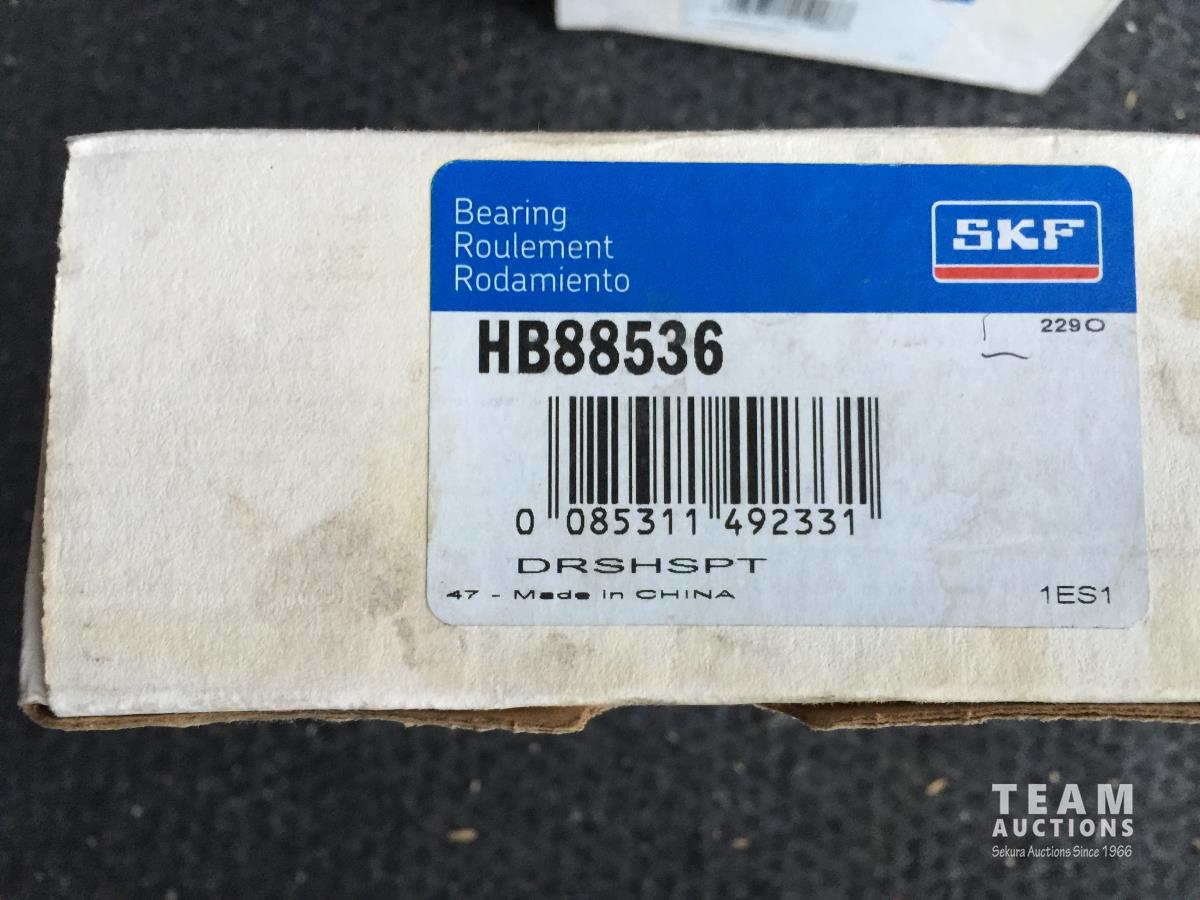 Bearing
Roulement
Rodamiento
SKF
HB88536
229O
0 085311 492331
DRSHSPT
47 - Made in CHINA
1ES1
TEAM
AUCTIONS
Sekura Auctions Since 1966